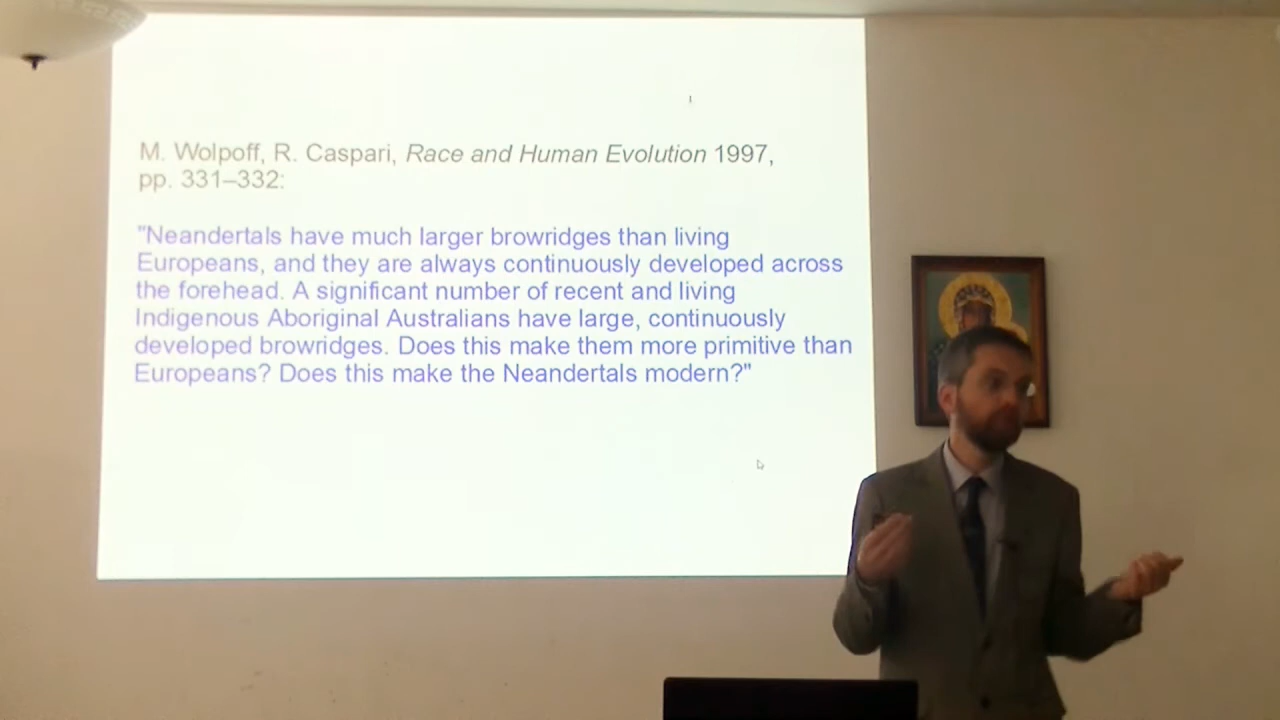 M. Wolpoff, R. Caspari, Race and Human Evolution 1997,
pp. 331–332:
"Neandertals have much larger browridges than living
Europeans, and they are always continuously developed across
the forehead. A significant number of recent and living
Indigenous Aboriginal Australians have large, continuously
developed browridges. Does this make them more primitive than
Europeans? Does this make the Neandertals modern?"